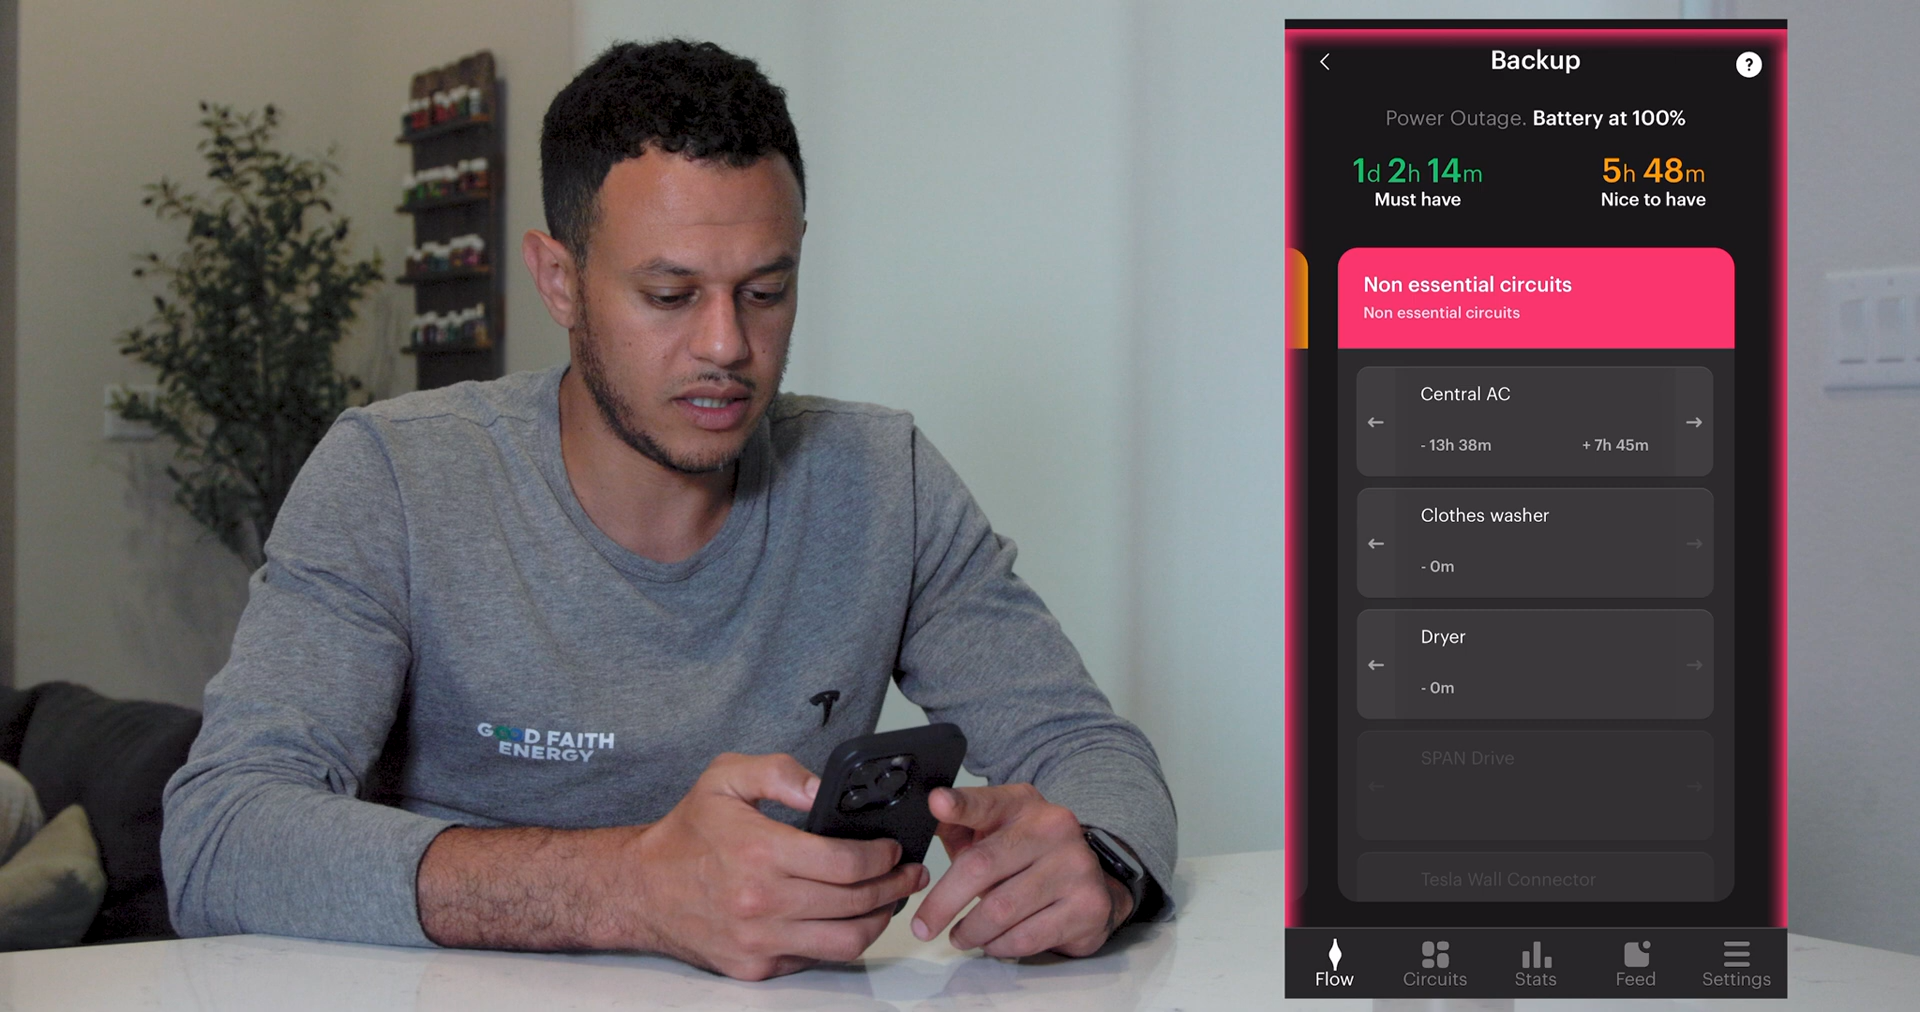 GOOD FAITH
ENERGY
Backup
?
Power Outage. Battery at 100%
1d 2h 14m
Must have
5h 48m
Nice to have
Non essential circuits
Non essential circuits
Central AC
- 13h 38m
+ 7h 45m
Clothes washer
- 0m
Dryer
- 0m
SPAN Drive
Tesla Wall Connector
Flow
Circuits
Stats
Feed
Settings